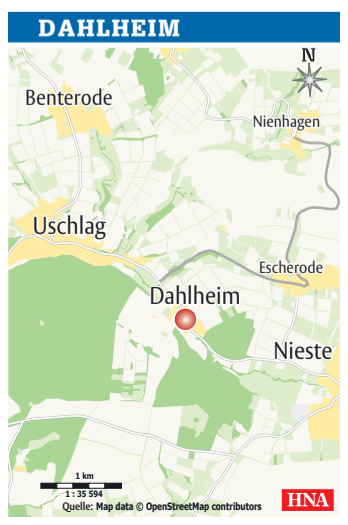 DAHLHEIM
N
Benterode
Nienhagen
Uschlag
Escherode
Dahlheim
Nieste
1 km
1 : 35 594
Quelle: Map data © OpenStreetMap contributors
HNA